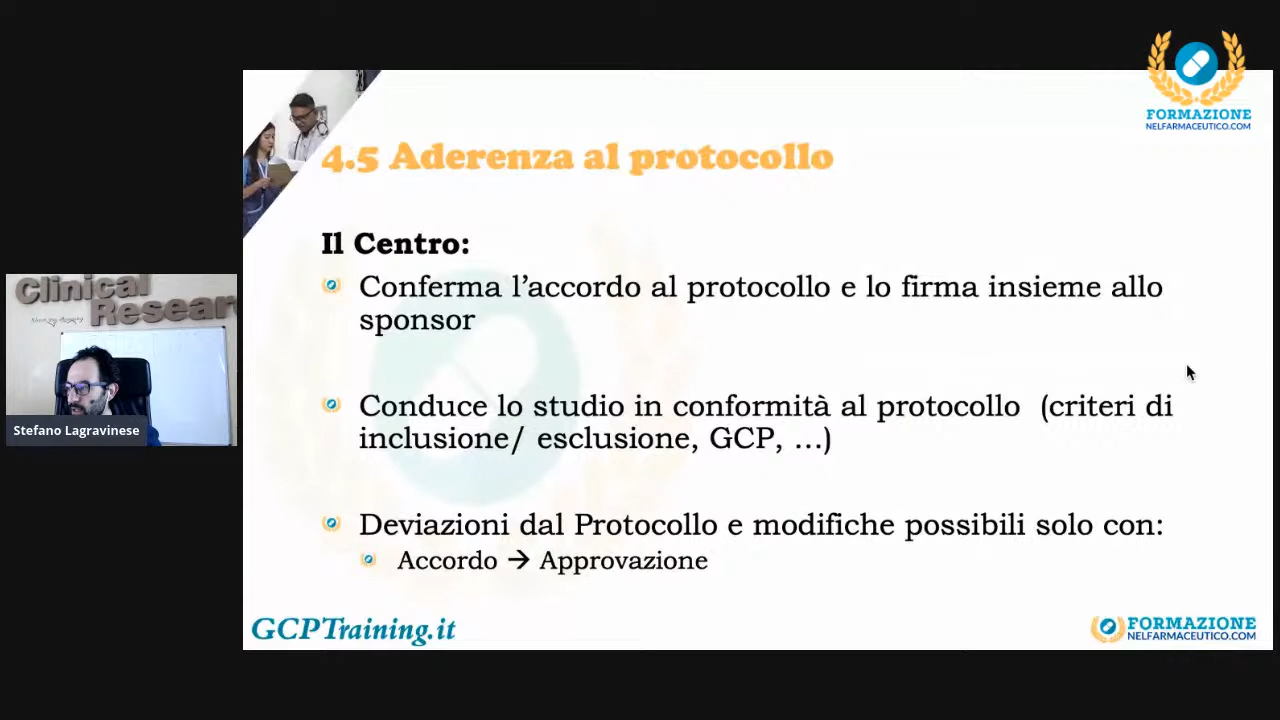 FORMAZIONE
NELFARMACEUTICO.COM
4.5 Aderenza al protocollo
Il Centro:
Conferma l’accordo al protocollo e lo firma insieme allo
sponsor
Conduce lo studio in conformità al protocollo (criteri di
inclusione/ esclusione, GCP, …)
Deviazioni dal Protocollo e modifiche possibili solo con:
Accordo → Approvazione
GCPTraining.it
FORMAZIONE
NELFARMACEUTICO.COM
Clinical
Research
Stefano Lagravinese